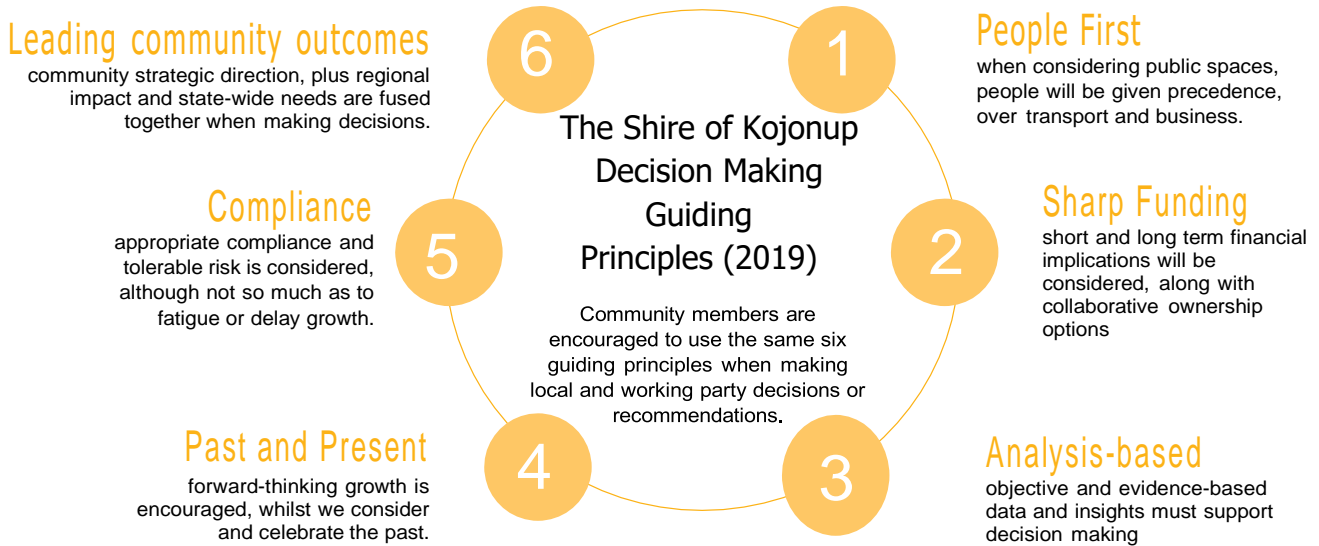 The Shire of Kojonup
Decision Making
Guiding
Principles (2019)
Community members are
encouraged to use the same six
guiding principles when making
local and working party decisions or
recommendations.
1
People First
when considering public spaces,
people will be given precedence,
over transport and business.
2
Sharp Funding
short and long term financial
implications will be
considered, along with
collaborative ownership
options
3
Analysis-based
objective and evidence-based
data and insights must support
decision making
4
Past and Present
forward-thinking growth is
encouraged, whilst we consider
and celebrate the past.
5
Compliance
appropriate compliance and
tolerable risk is considered,
although not so much as to
fatigue or delay growth.
6
Leading community outcomes
community strategic direction, plus regional
impact and state-wide needs are fused
together when making decisions.